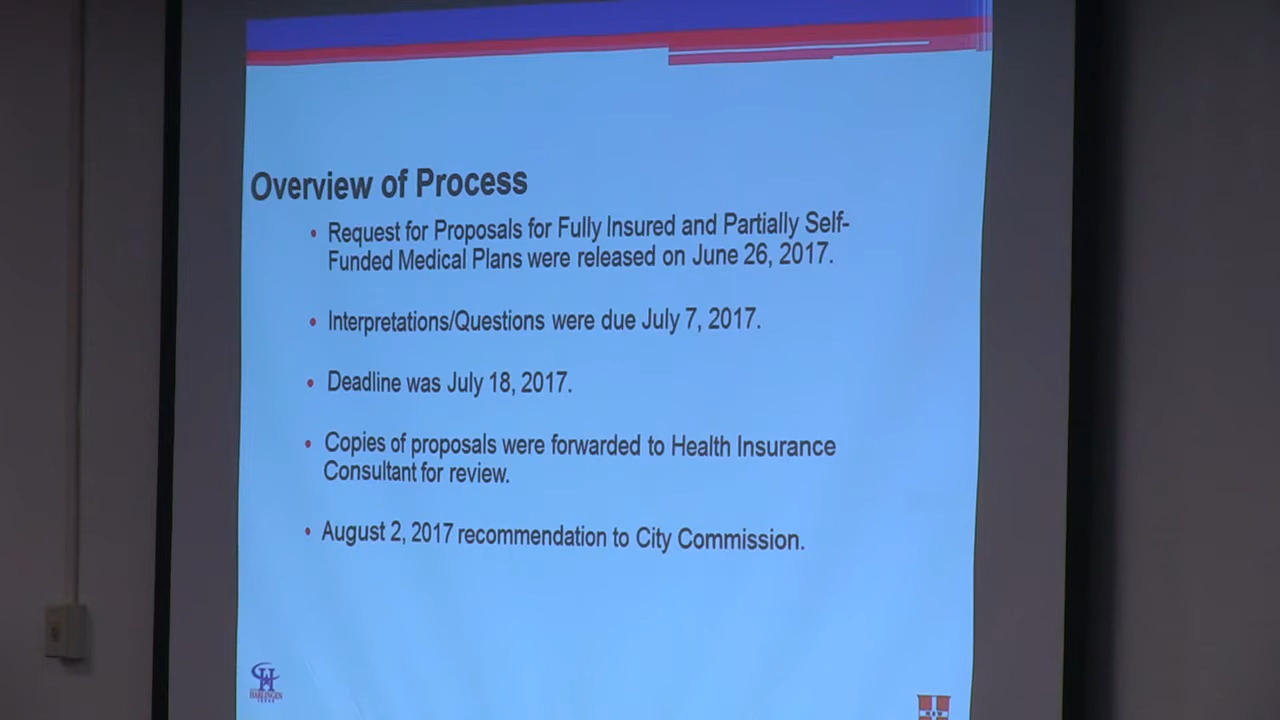 Overview of Process
• Request for Proposals for Fully Insured and Partially Self-
Funded Medical Plans were released on June 26, 2017.
• Interpretations/Questions were due July 7, 2017.
• Deadline was July 18, 2017.
• Copies of proposals were forwarded to Health Insurance
Consultant for review.
• August 2, 2017 recommendation to City Commission.
HARLINGEN
TEXAS